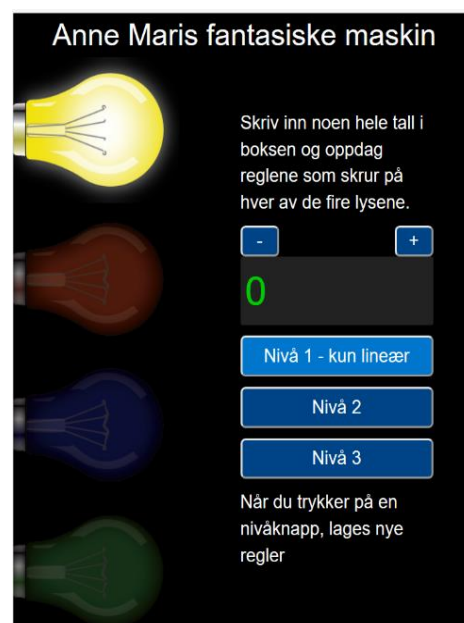 Anne Maris fantasiske maskin
Skriv inn noen hele tall i
boksen og oppdag
reglene som skrur på
hver av de fire lysene.
- +
0
Nivå 1 - kun lineær
Nivå 2
Nivå 3
Når du trykker på en
nivåknapp, lages nye
regler